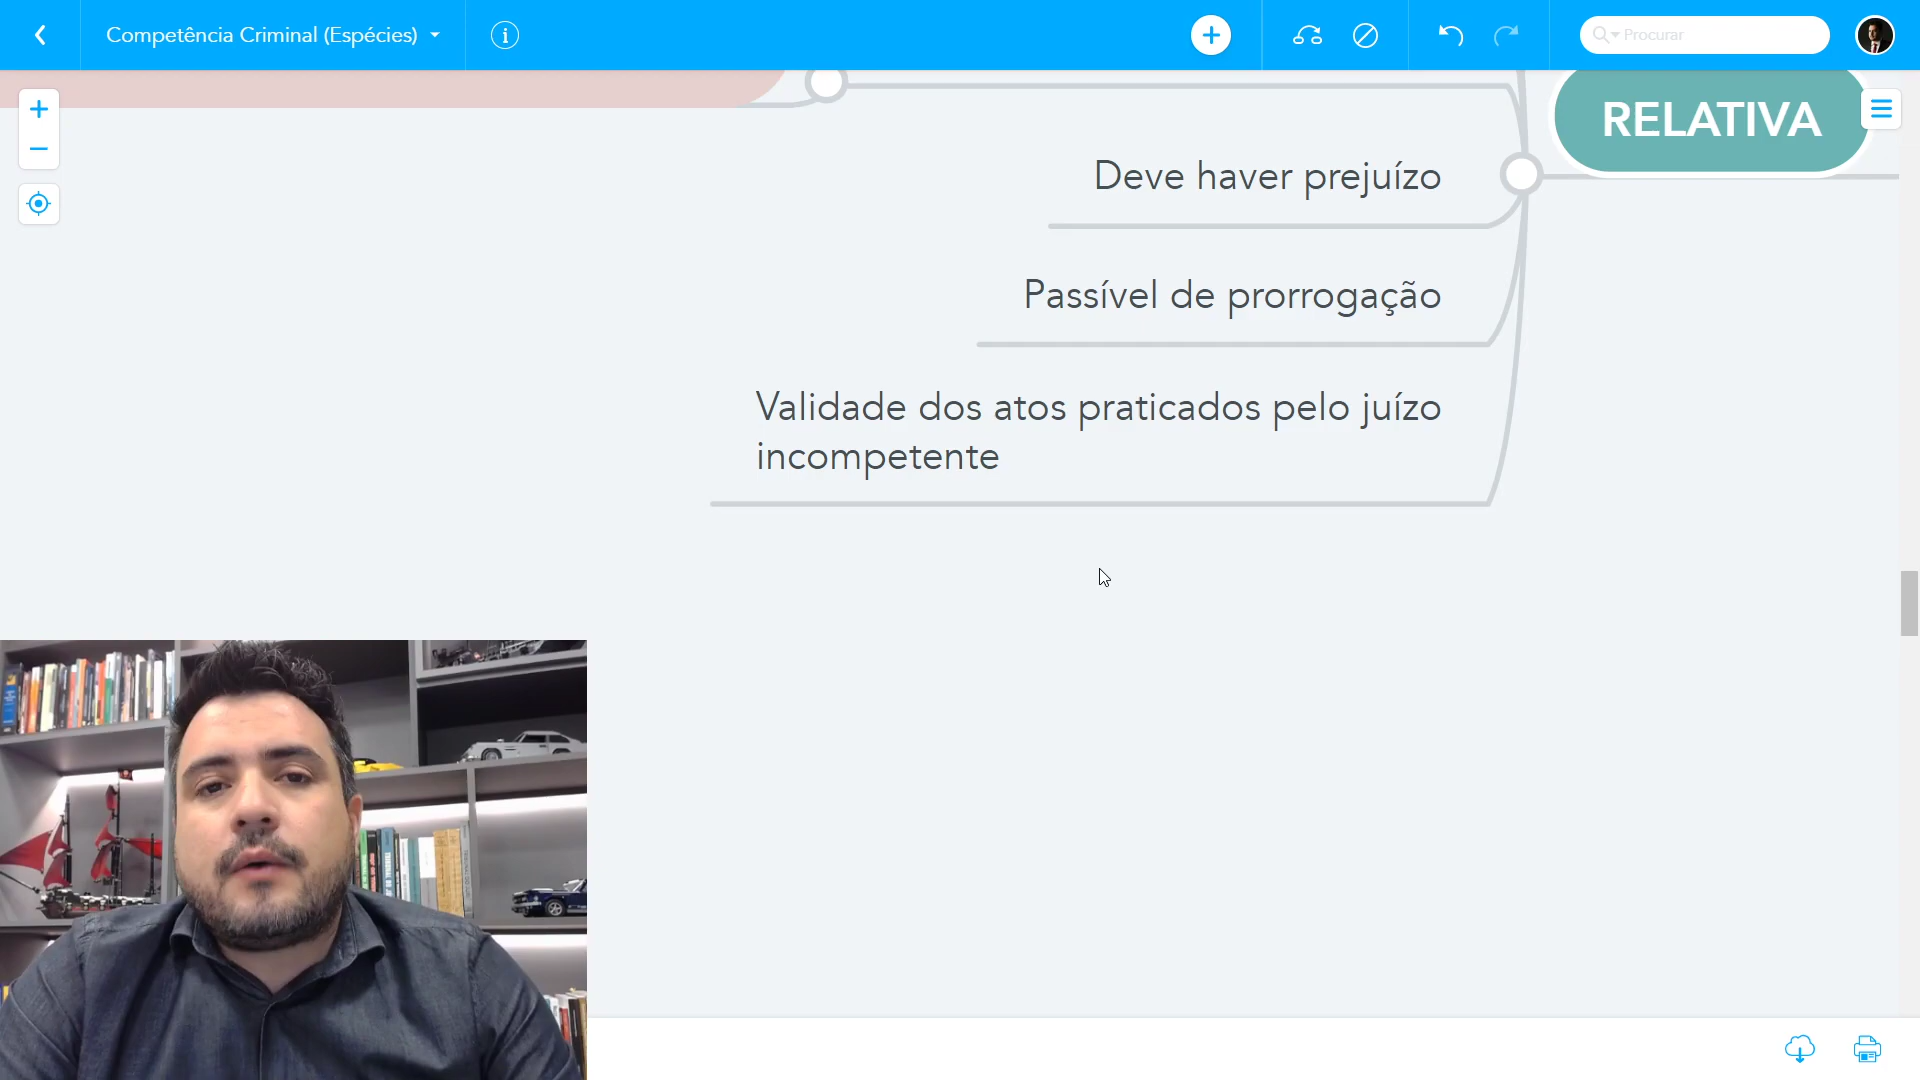 Competência Criminal (Espécies)
Procurar
RELATIVA
Deve haver prejuízo
Passível de prorrogação
Validade dos atos praticados pelo juízo
incompetente